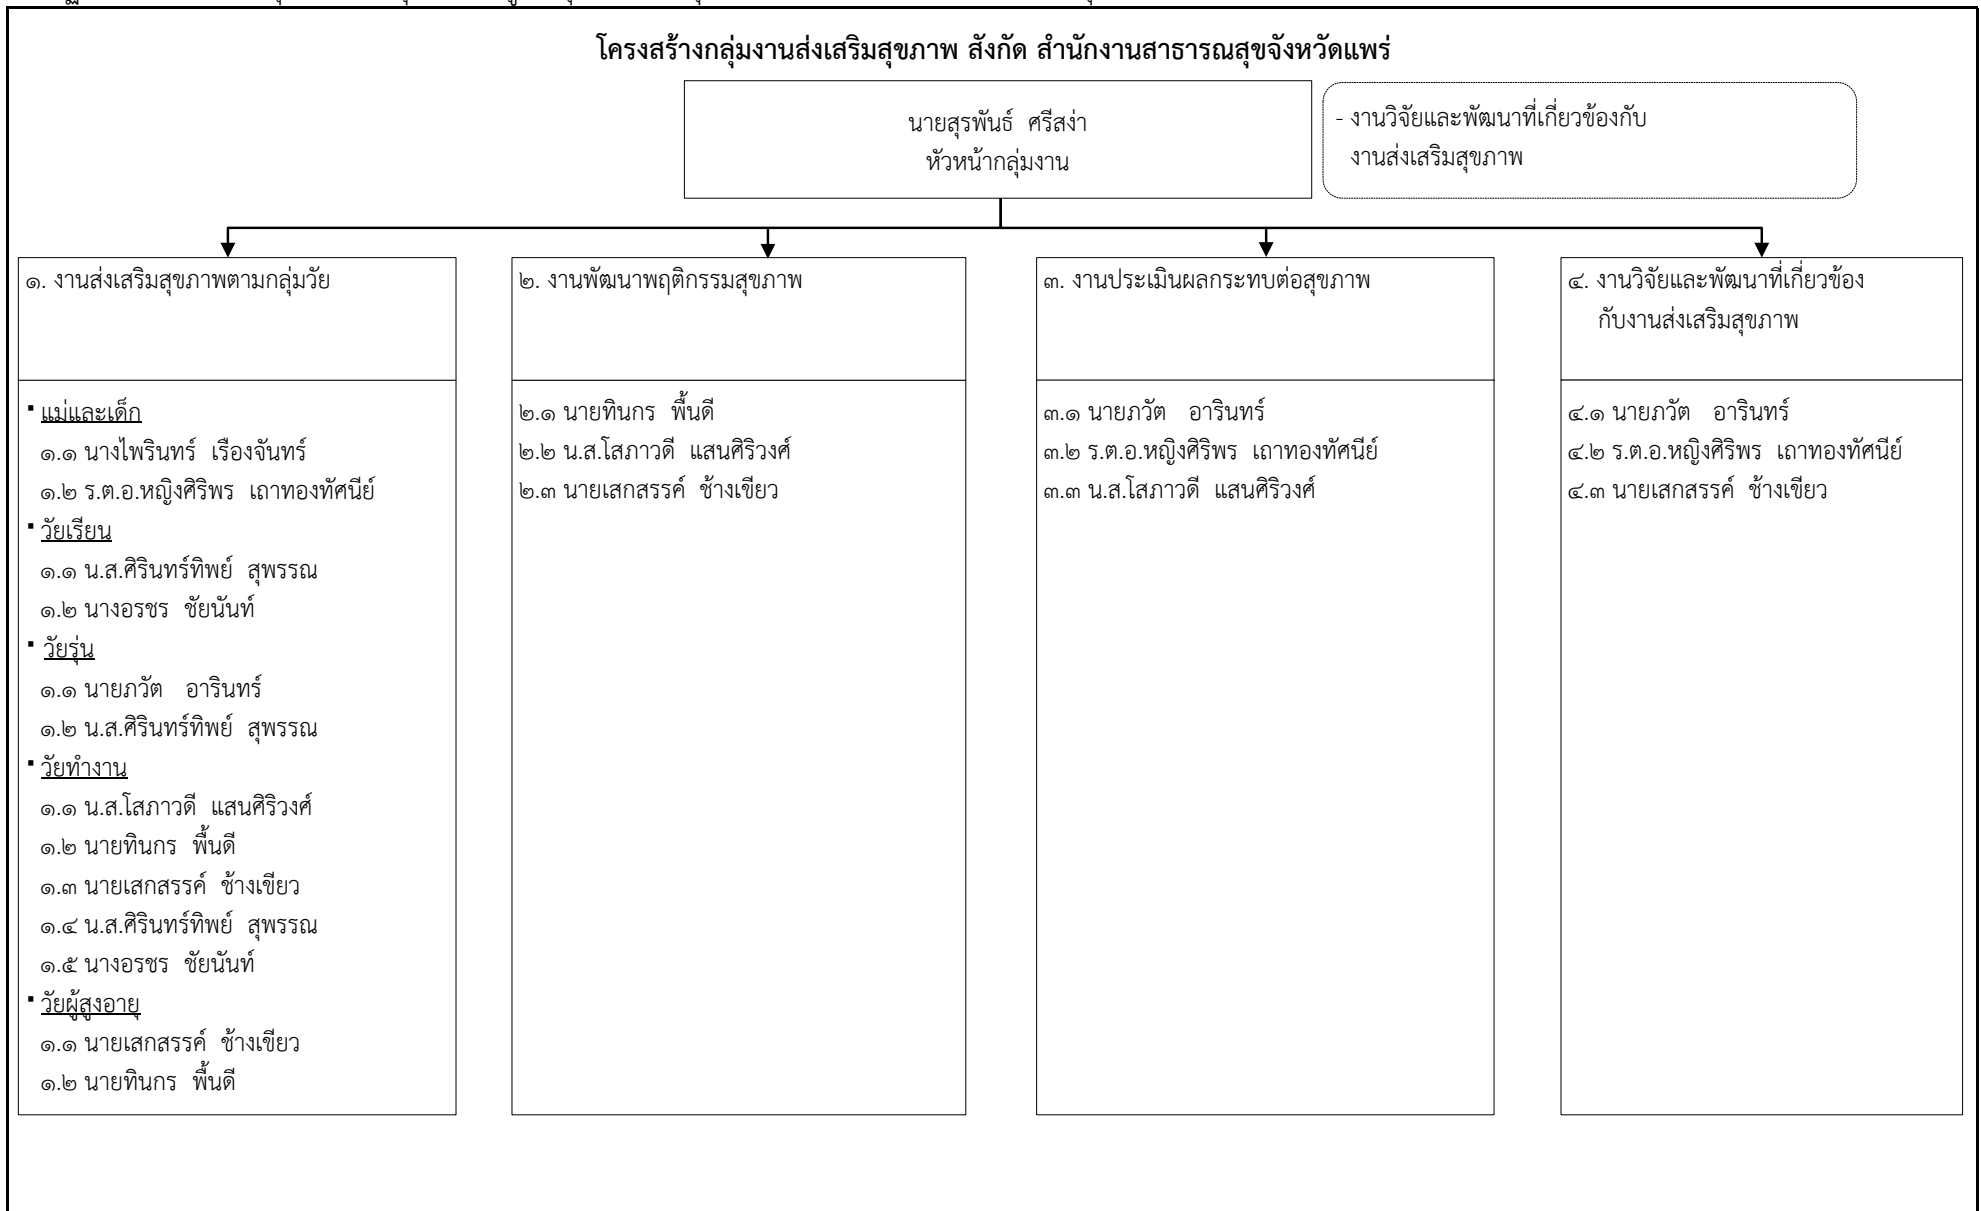 โครงสร้างกลุ่มงานส่งเสริมสุขภาพ สังกัด สำนักงานสาธารณสุขจังหวัดแพร่
นายสุรพันธ์ ศรีสง่า
หัวหน้ากลุ่มงาน
- งานวิจัยและพัฒนาที่เกี่ยวข้องกับ
งานส่งเสริมสุขภาพ
๑. งานส่งเสริมสุขภาพตามกลุ่มวัย
▪ แม่และเด็ก
๑.๑ นางไพรินทร์ เรืองจันทร์
๑.๒ ร.ต.อ.หญิงศิริพร เถาทองทัศนีย์
▪ วัยเรียน
๑.๑ น.ส.ศิรินทร์ทิพย์ สุพรรณ
๑.๒ นางอรชร ชัยนันท์
▪ วัยรุ่น
๑.๑ นายภวัต อารินทร์
๑.๒ น.ส.ศิรินทร์ทิพย์ สุพรรณ
▪ วัยทำงาน
๑.๑ น.ส.โสภาวดี แสนศิริวงศ์
๑.๒ นายทินกร พื้นดี
๑.๓ นายเสกสรรค์ ช้างเขียว
๑.๔ น.ส.ศิรินทร์ทิพย์ สุพรรณ
๑.๕ นางอรชร ชัยนันท์
▪ วัยผู้สูงอายุ
๑.๑ นายเสกสรรค์ ช้างเขียว
๑.๒ นายทินกร พื้นดี
๒. งานพัฒนาพฤติกรรมสุขภาพ
๒.๑ นายทินกร พื้นดี
๒.๒ น.ส.โสภาวดี แสนศิริวงศ์
๒.๓ นายเสกสรรค์ ช้างเขียว
๓. งานประเมินผลกระทบต่อสุขภาพ
๓.๑ นายภวัต อารินทร์
๓.๒ ร.ต.อ.หญิงศิริพร เถาทองทัศนีย์
๓.๓ น.ส.โสภาวดี แสนศิริวงศ์
๔. งานวิจัยและพัฒนาที่เกี่ยวข้อง
กับงานส่งเสริมสุขภาพ
๔.๑ นายภวัต อารินทร์
๔.๒ ร.ต.อ.หญิงศิริพร เถาทองทัศนีย์
๔.๓ นายเสกสรรค์ ช้างเขียว